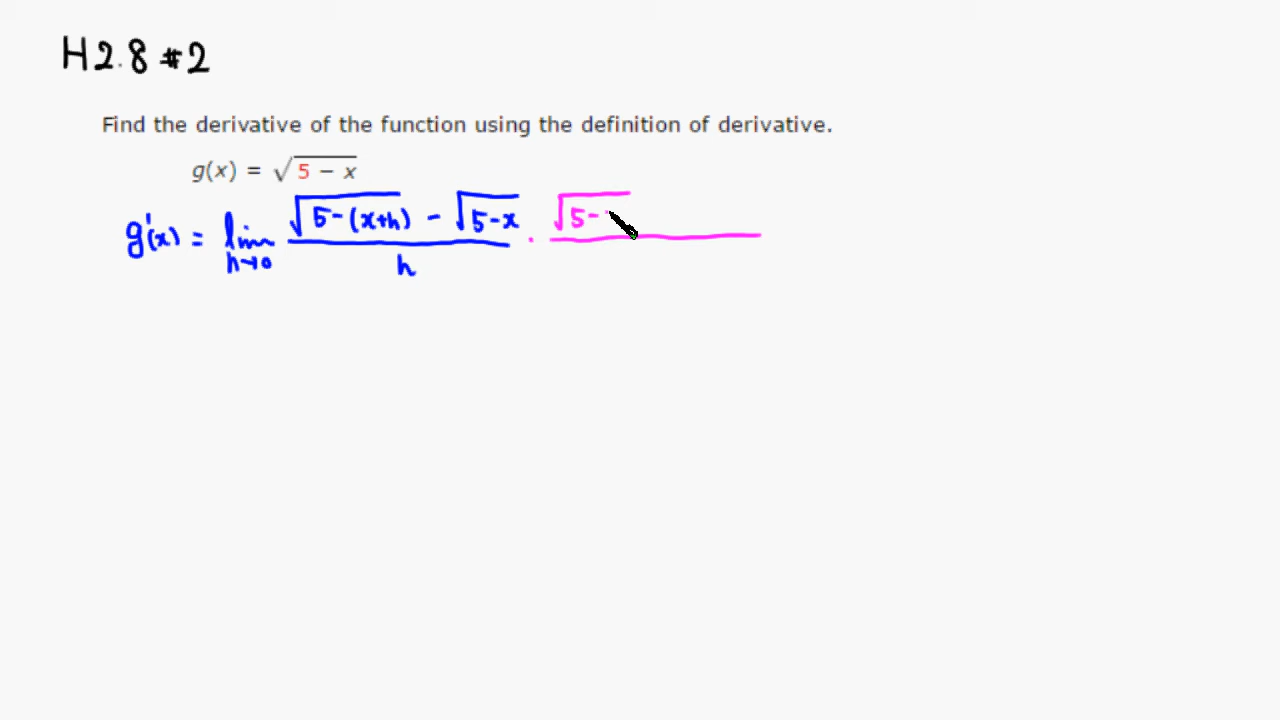 H2.8 #2
Find the derivative of the function using the definition of derivative.
g(x) = √(5 − x)
g'(x) = lim h→0 (√(5-(x+h)) - √(5-x)) / h · √(5-